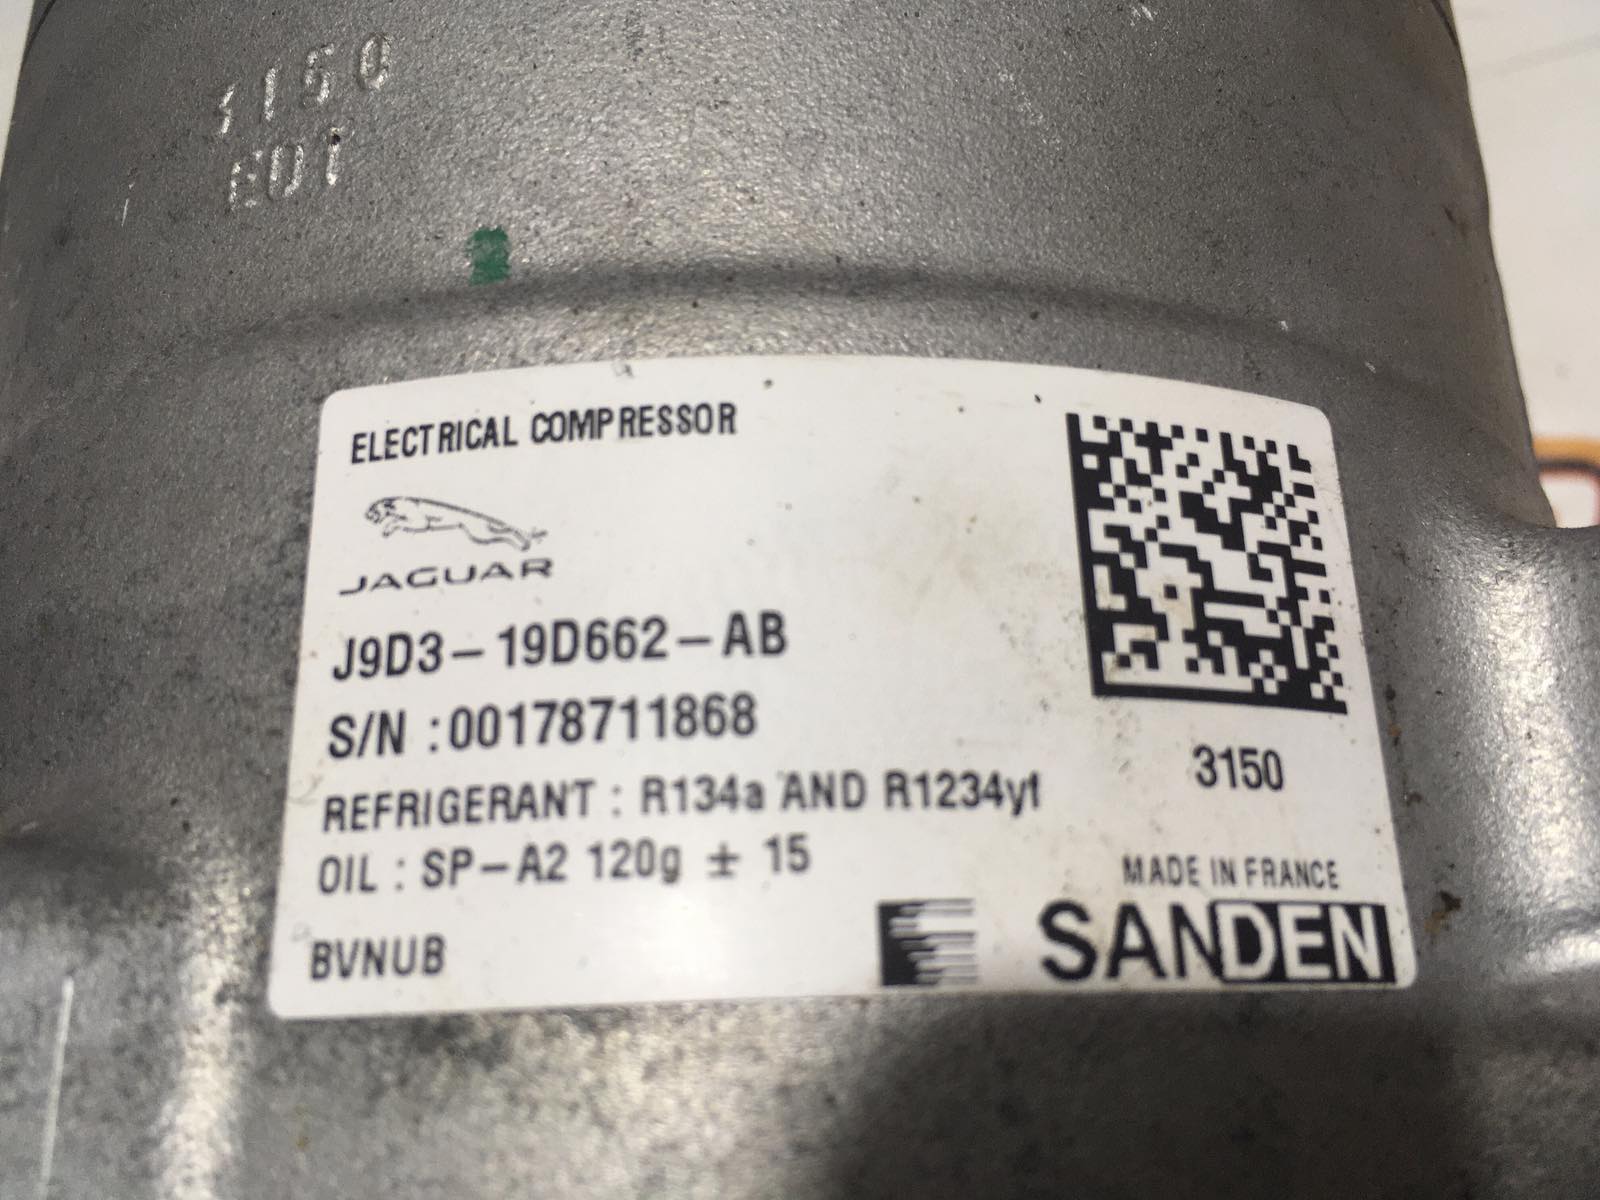 3150
E01
ELECTRICAL COMPRESSOR
JAGUAR
J9D3-19D662-AB
S/N :00178711868
REFRIGERANT : R134a AND R1234yf
OIL : SP-A2 120g ± 15
BVNUB
3150
MADE IN FRANCE
SANDEN